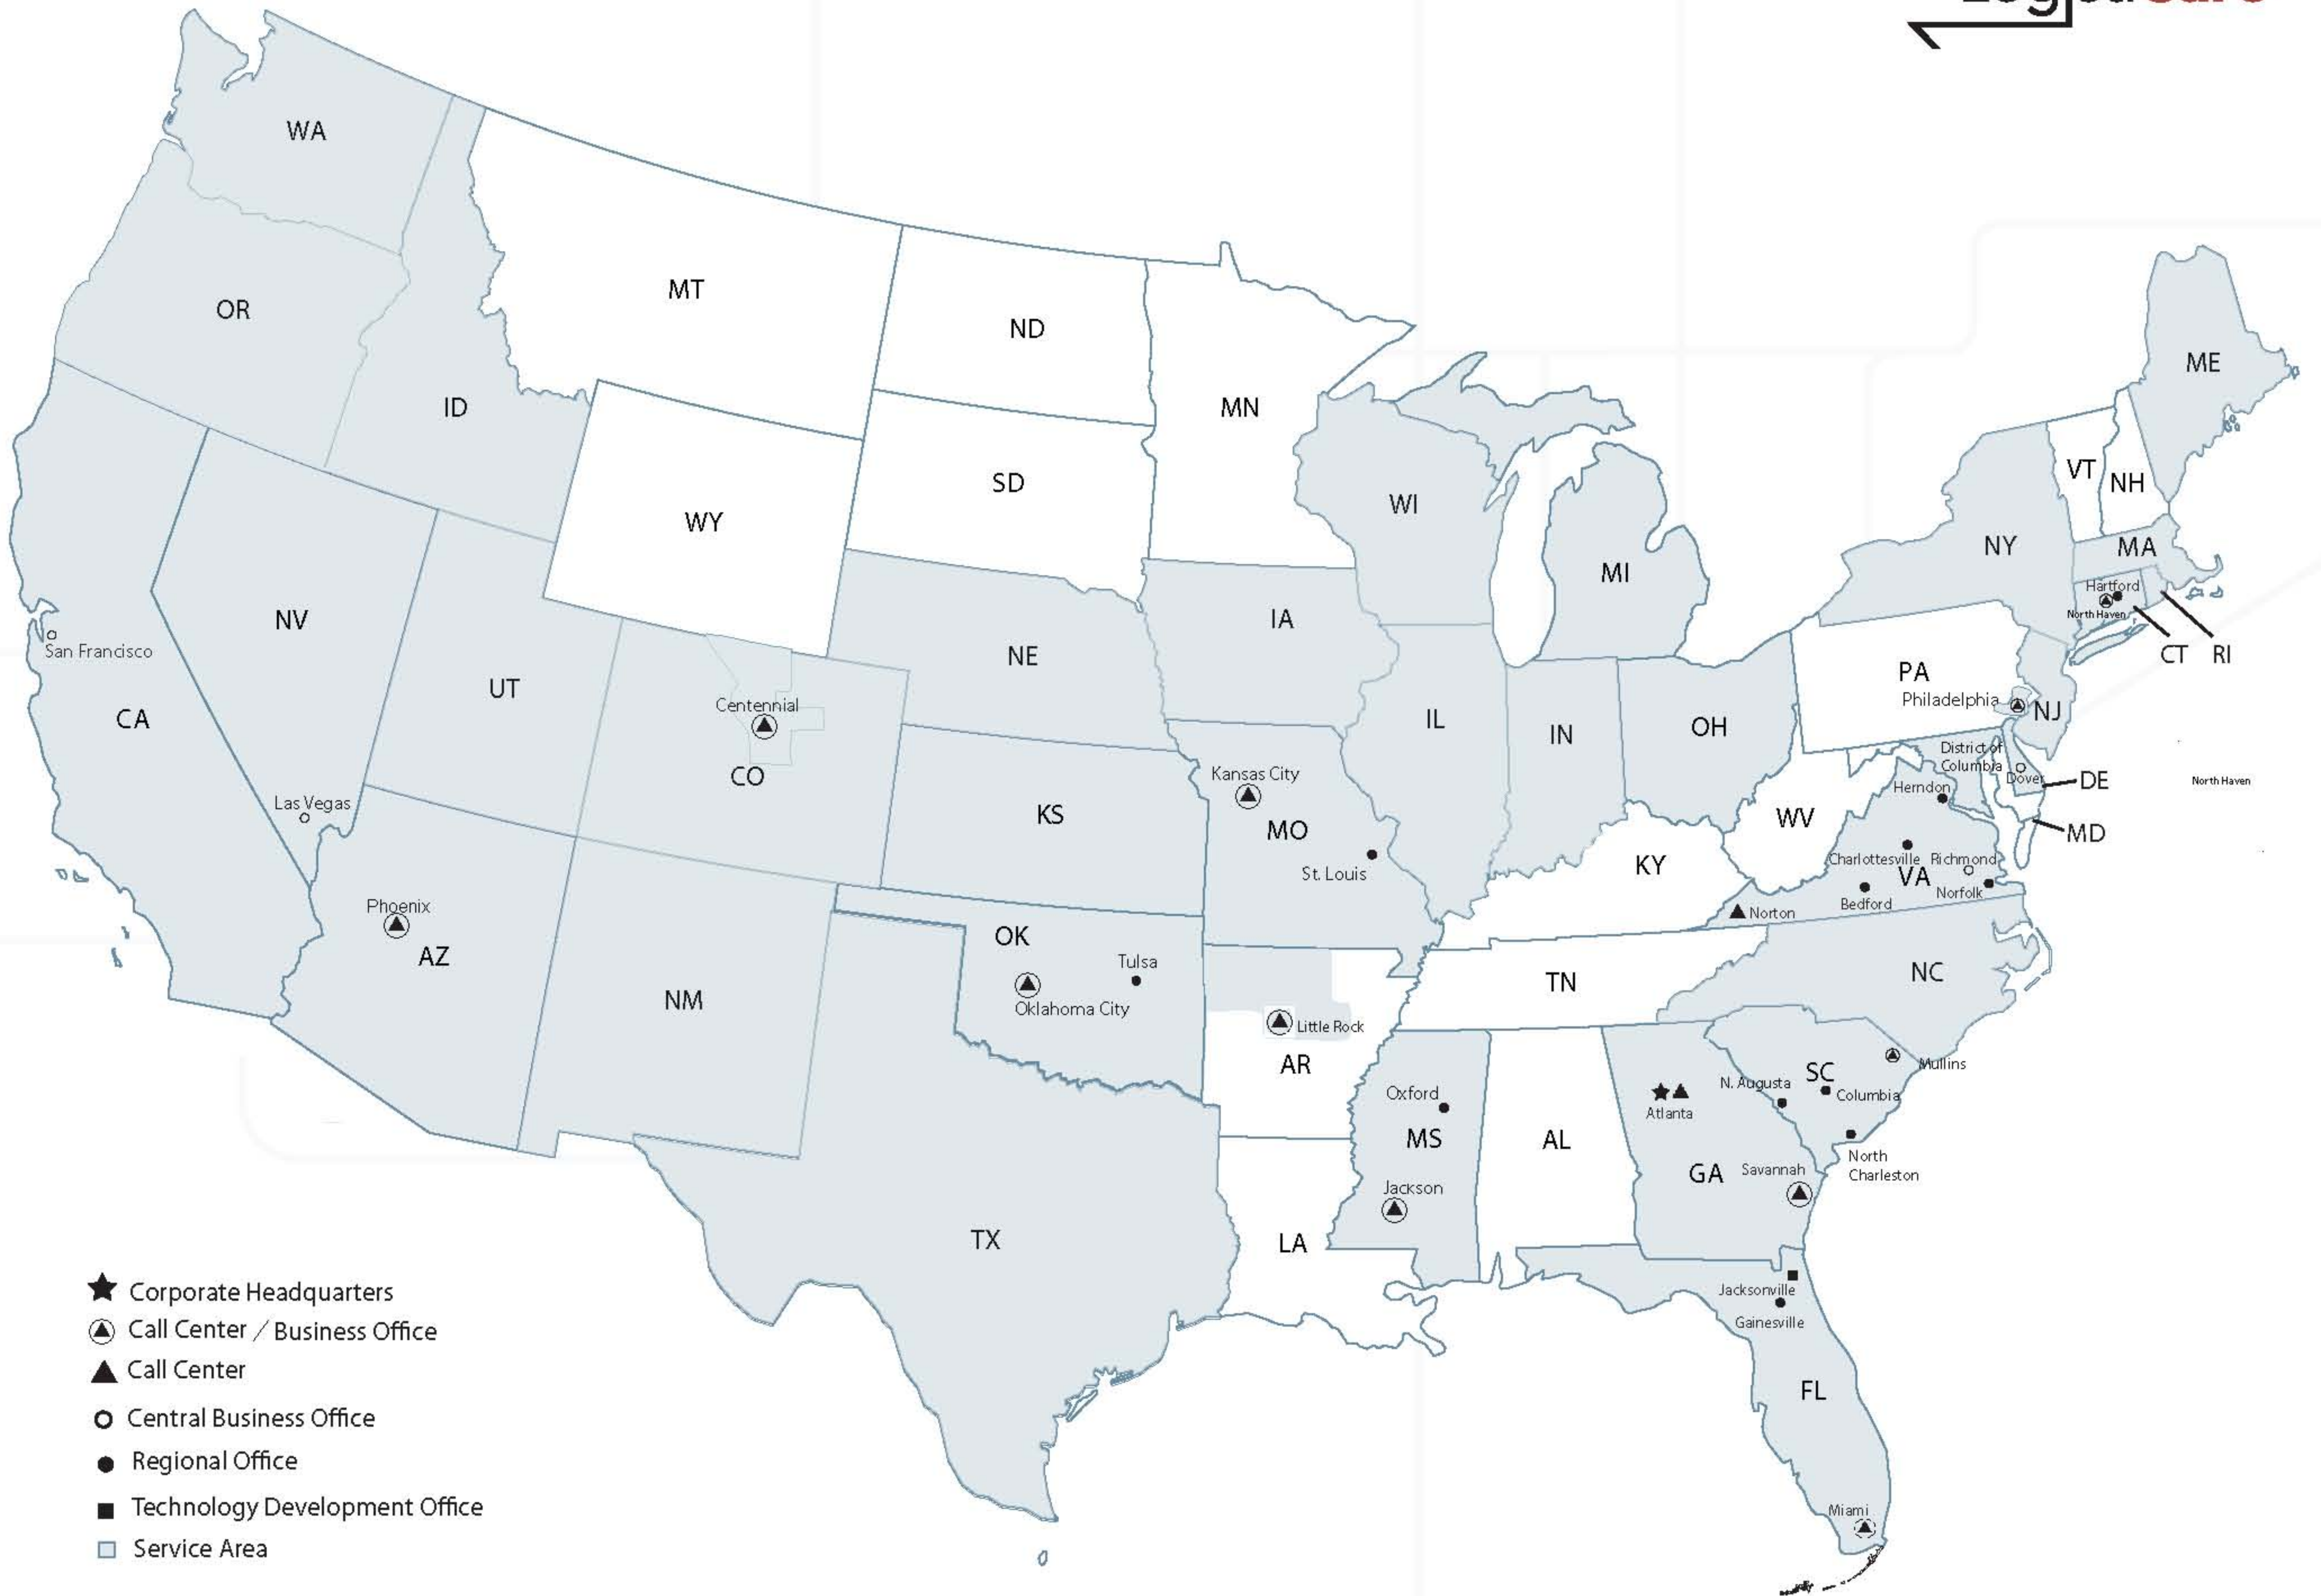 WA
OR
ID
MT
ND
MN
SD
WY
WI
MI
ME
VT
NH
NY
MA
Hartford
North Haven
CT
RI
NV
San Francisco
CA
UT
NE
IA
IL
IN
OH
PA
Philadelphia
NJ
Centennial
CO
Las Vegas
KS
Kansas City
MO
St. Louis
KY
WV
District of
Columbia
Dover
DE
North Haven
Herndon
MD
Charlottesville
Richmond
VA
Norfolk
Bedford
Norton
Phoenix
AZ
NM
OK
Tulsa
Oklahoma City
TN
NC
Little Rock
AR
Oxford
MS
Jackson
AL
Atlanta
GA
Savannah
N. Augusta
SC
Columbia
Mullins
North
Charleston
TX
LA
Jacksonville
Gainesville
FL
Miami
Corporate Headquarters
Call Center / Business Office
Call Center
Central Business Office
Regional Office
Technology Development Office
Service Area